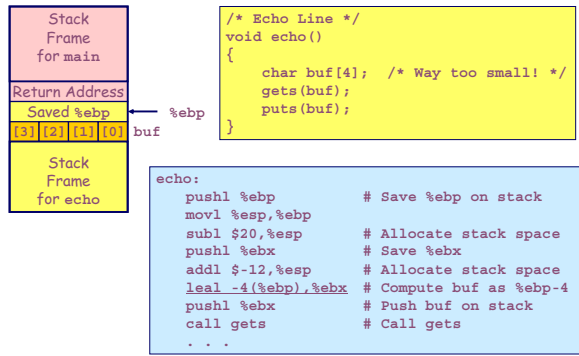 Stack
Frame
for main
Return Address
Saved %ebp
%ebp
[3] [2] [1] [0] buf
Stack
Frame
for echo
/* Echo Line */
void echo()
{
    char buf[4];  /* Way too small! */
    gets(buf);
    puts(buf);
}
echo:
   pushl %ebp          # Save %ebp on stack
   movl %esp,%ebp
   subl $20,%esp       # Allocate stack space
   pushl %ebx          # Save %ebx
   addl $-12,%esp      # Allocate stack space
   leal -4(%ebp),%ebx  # Compute buf as %ebp-4
   pushl %ebx          # Push buf on stack
   call gets           # Call gets
   . . .